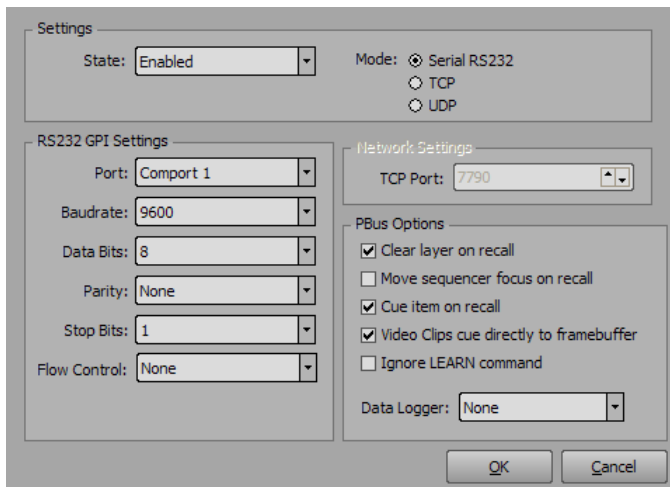 Settings
State: Enabled
Mode: Serial RS232
TCP
UDP
RS232 GPI Settings
Port: Comport 1
Baudrate: 9600
Data Bits: 8
Parity: None
Stop Bits: 1
Flow Control: None
Network Settings
TCP Port: 7790
PBus Options
Clear layer on recall
Move sequencer focus on recall
Cue item on recall
Video Clips cue directly to framebuffer
Ignore LEARN command
Data Logger: None
OK
Cancel